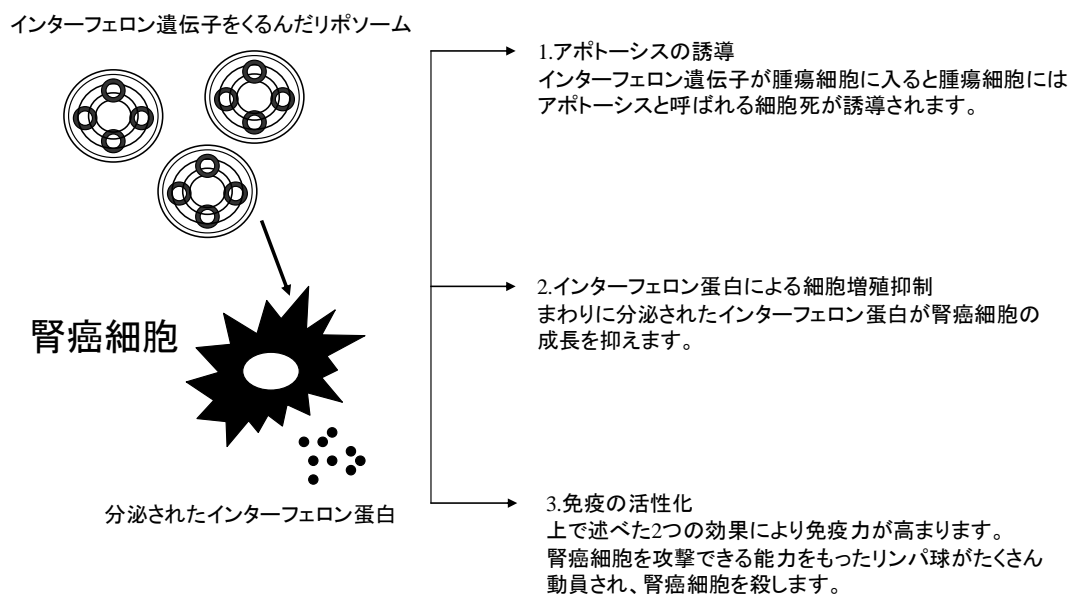 インターフェロン遺伝子をくるんだリポソーム
腎癌細胞
分泌されたインターフェロン蛋白
1.アポトーシスの誘導
インターフェロン遺伝子が腫瘍細胞に入ると腫瘍細胞には
アポトーシスと呼ばれる細胞死が誘導されます。
2.インターフェロン蛋白による細胞増殖抑制
まわりに分泌されたインターフェロン蛋白が腎癌細胞の
成長を抑えます。
3.免疫の活性化
上で述べた2つの効果により免疫力が高まります。
腎癌細胞を攻撃できる能力をもったリンパ球がたくさん
動員され、腎癌細胞を殺します。